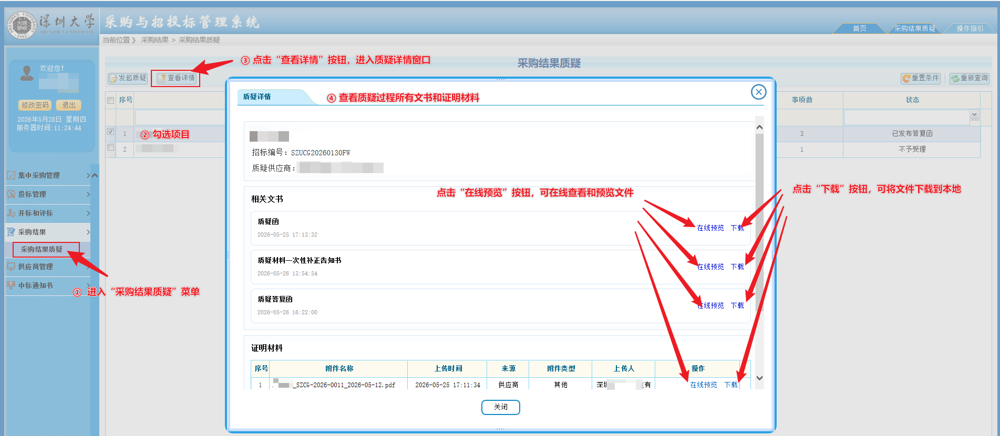 深圳大学
SHENZHEN UNIVERSITY
1983
采购与招投标管理系统
首页
采购结果质疑
操作指引
当前位置 》 采购结果 > 采购结果质疑
欢迎您!
修改密码
退出
2026年5月28日 星期四
服务器时间:11:24:44
集中采购管理
投标管理
开标和评标
采购结果
采购结果质疑
供应商管理
中标通知书
① 进入“采购结果质疑”菜单
③ 点击“查看详情”按钮，进入质疑详情窗口
采购结果质疑
发起质疑
查看详情
重置条件
重新查询
序号
事项数
状态
1
② 勾选项目
3
已发布答复函
2
1
不予受理
质疑详情
④ 查看质疑过程所有文书和证明材料
招标编号：SZUCG20260130FW
质疑供应商：
点击“在线预览”按钮，可在线查看和预览文件
点击“下载”按钮，可将文件下载到本地
相关文书
质疑函
2026-05-25 17:13:32
在线预览 下载
质疑材料一次性补正告知书
2026-05-26 13:54:54
在线预览 下载
质疑答复函
2026-05-26 16:22:00
在线预览 下载
证明材料
序号 附件名称 上传时间 来源 附件类型 上传人 操作
1 _SZCG-2026-0011_2026-05-12.pdf 2026-05-25 17:11:34 供应商 其他 深圳 有 在线预览 下载
关闭